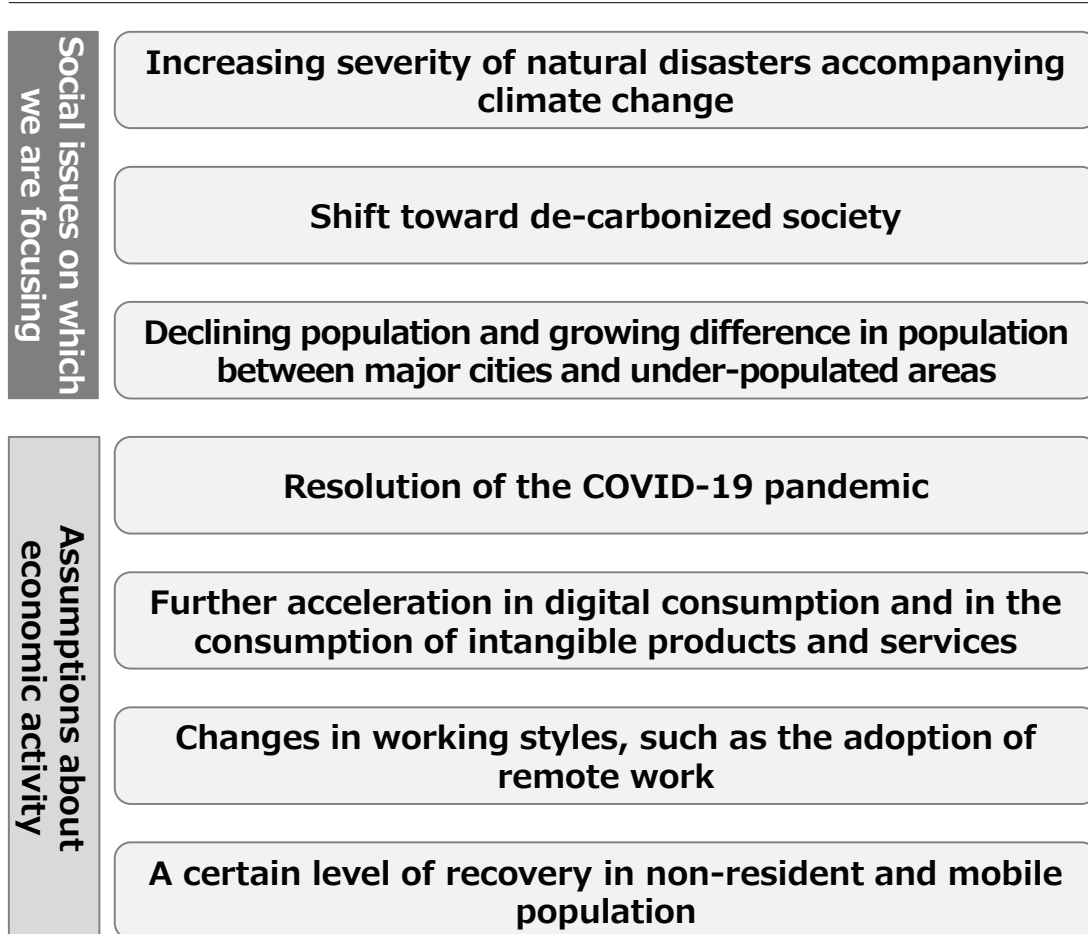 Social issues on which
we are focusing
Increasing severity of natural disasters accompanying
climate change
Shift toward de-carbonized society
Declining population and growing difference in population
between major cities and under-populated areas
Assumptions about
economic activity
Resolution of the COVID-19 pandemic
Further acceleration in digital consumption and in the
consumption of intangible products and services
Changes in working styles, such as the adoption of
remote work
A certain level of recovery in non-resident and mobile
population